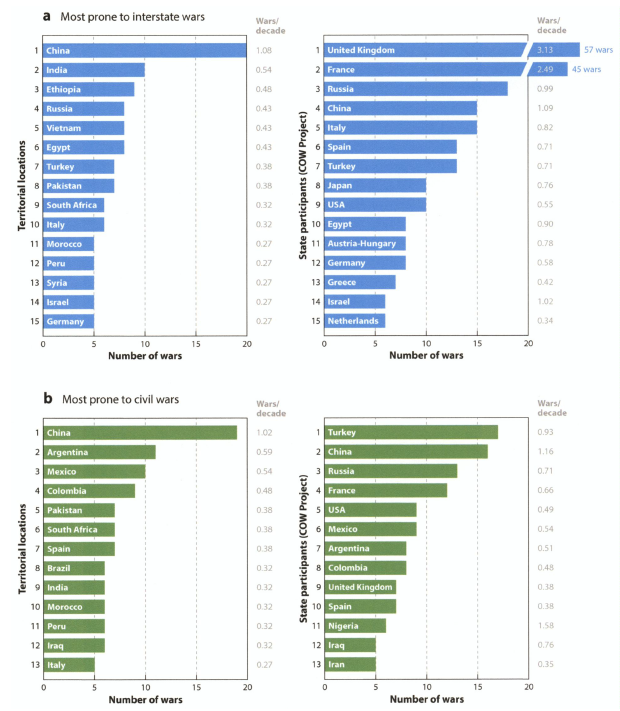 a Most prone to interstate wars
Wars/
decade
Territorial locations
1 China 1.08
2 India 0.54
3 Ethiopia 0.48
4 Russia 0.43
5 Vietnam 0.43
6 Egypt 0.43
7 Turkey 0.38
8 Pakistan 0.38
9 South Africa 0.32
10 Italy 0.32
11 Morocco 0.27
12 Peru 0.27
13 Syria 0.27
14 Israel 0.27
15 Germany 0.27
0 5 10 15 20
Number of wars
Wars/
decade
State participants (COW Project)
1 United Kingdom 3.13 57 wars
2 France 2.49 45 wars
3 Russia 0.99
4 China 1.09
5 Italy 0.82
6 Spain 0.71
7 Turkey 0.71
8 Japan 0.76
9 USA 0.55
10 Egypt 0.90
11 Austria-Hungary 0.78
12 Germany 0.58
13 Greece 0.42
14 Israel 1.02
15 Netherlands 0.34
0 5 10 15 20
Number of wars
b Most prone to civil wars
Wars/
decade
Territorial locations
1 China 1.02
2 Argentina 0.59
3 Mexico 0.54
4 Colombia 0.48
5 Pakistan 0.38
6 South Africa 0.38
7 Spain 0.38
8 Brazil 0.32
9 India 0.32
10 Morocco 0.32
11 Peru 0.32
12 Iraq 0.32
13 Italy 0.27
0 5 10 15 20
Number of wars
Wars/
decade
State participants (COW Project)
1 Turkey 0.93
2 China 1.16
3 Russia 0.71
4 France 0.66
5 USA 0.49
6 Mexico 0.54
7 Argentina 0.51
8 Colombia 0.48
9 United Kingdom 0.38
10 Spain 0.38
11 Nigeria 1.58
12 Iraq 0.76
13 Iran 0.35
0 5 10 15 20
Number of wars